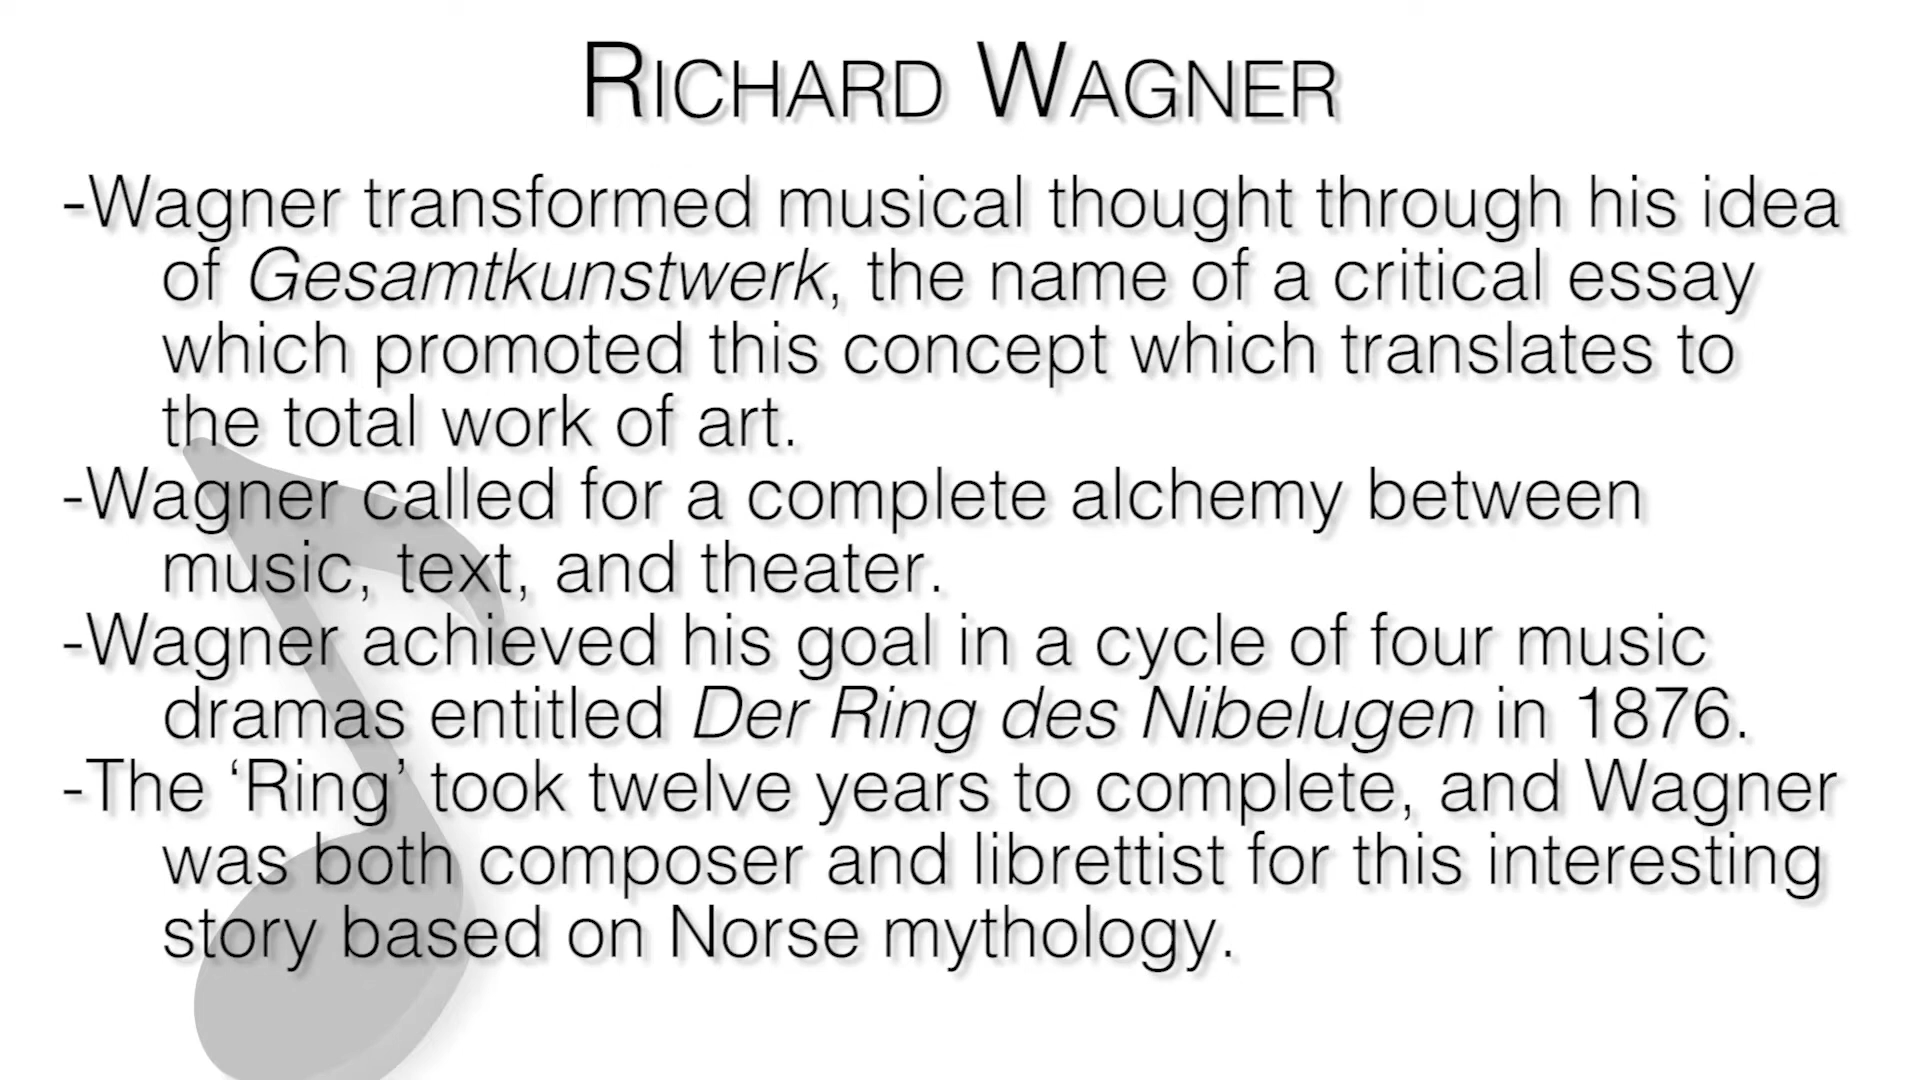 RICHARD WAGNER
-Wagner transformed musical thought through his idea
of Gesamtkunstwerk, the name of a critical essay
which promoted this concept which translates to
the total work of art.
-Wagner called for a complete alchemy between
music, text, and theater.
-Wagner achieved his goal in a cycle of four music
dramas entitled Der Ring des Nibelugen in 1876.
-The ‘Ring’ took twelve years to complete, and Wagner
was both composer and librettist for this interesting
story based on Norse mythology.